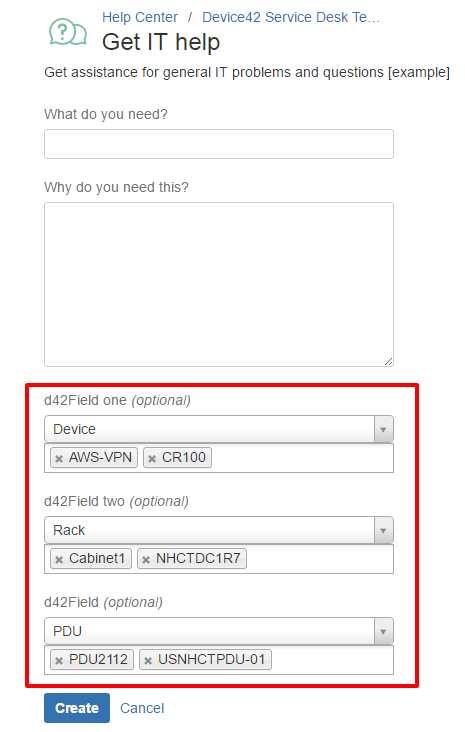 Help Center / Device42 Service Desk Te...
Get IT help
Get assistance for general IT problems and questions [example]
What do you need?
Why do you need this?
d42Field one (optional)
Device
× AWS-VPN × CR100
d42Field two (optional)
Rack
× Cabinet1 × NHCTDC1R7
d42Field (optional)
PDU
× PDU2112 × USNHCTPDU-01
Create Cancel